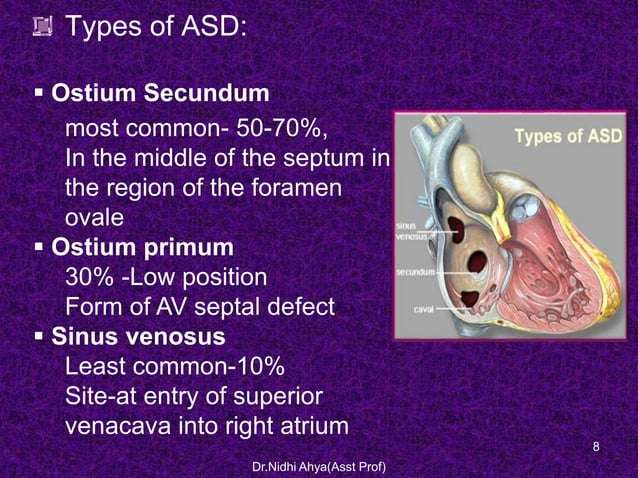 Types of ASD:
▪ Ostium Secundum
most common- 50-70%,
In the middle of the septum in
the region of the foramen
ovale
▪ Ostium primum
30% -Low position
Form of AV septal defect
▪ Sinus venosus
Least common-10%
Site-at entry of superior
venacava into right atrium
Types of ASD
sinus
venosus
secundum
caval
8
Dr.Nidhi Ahya(Asst Prof)